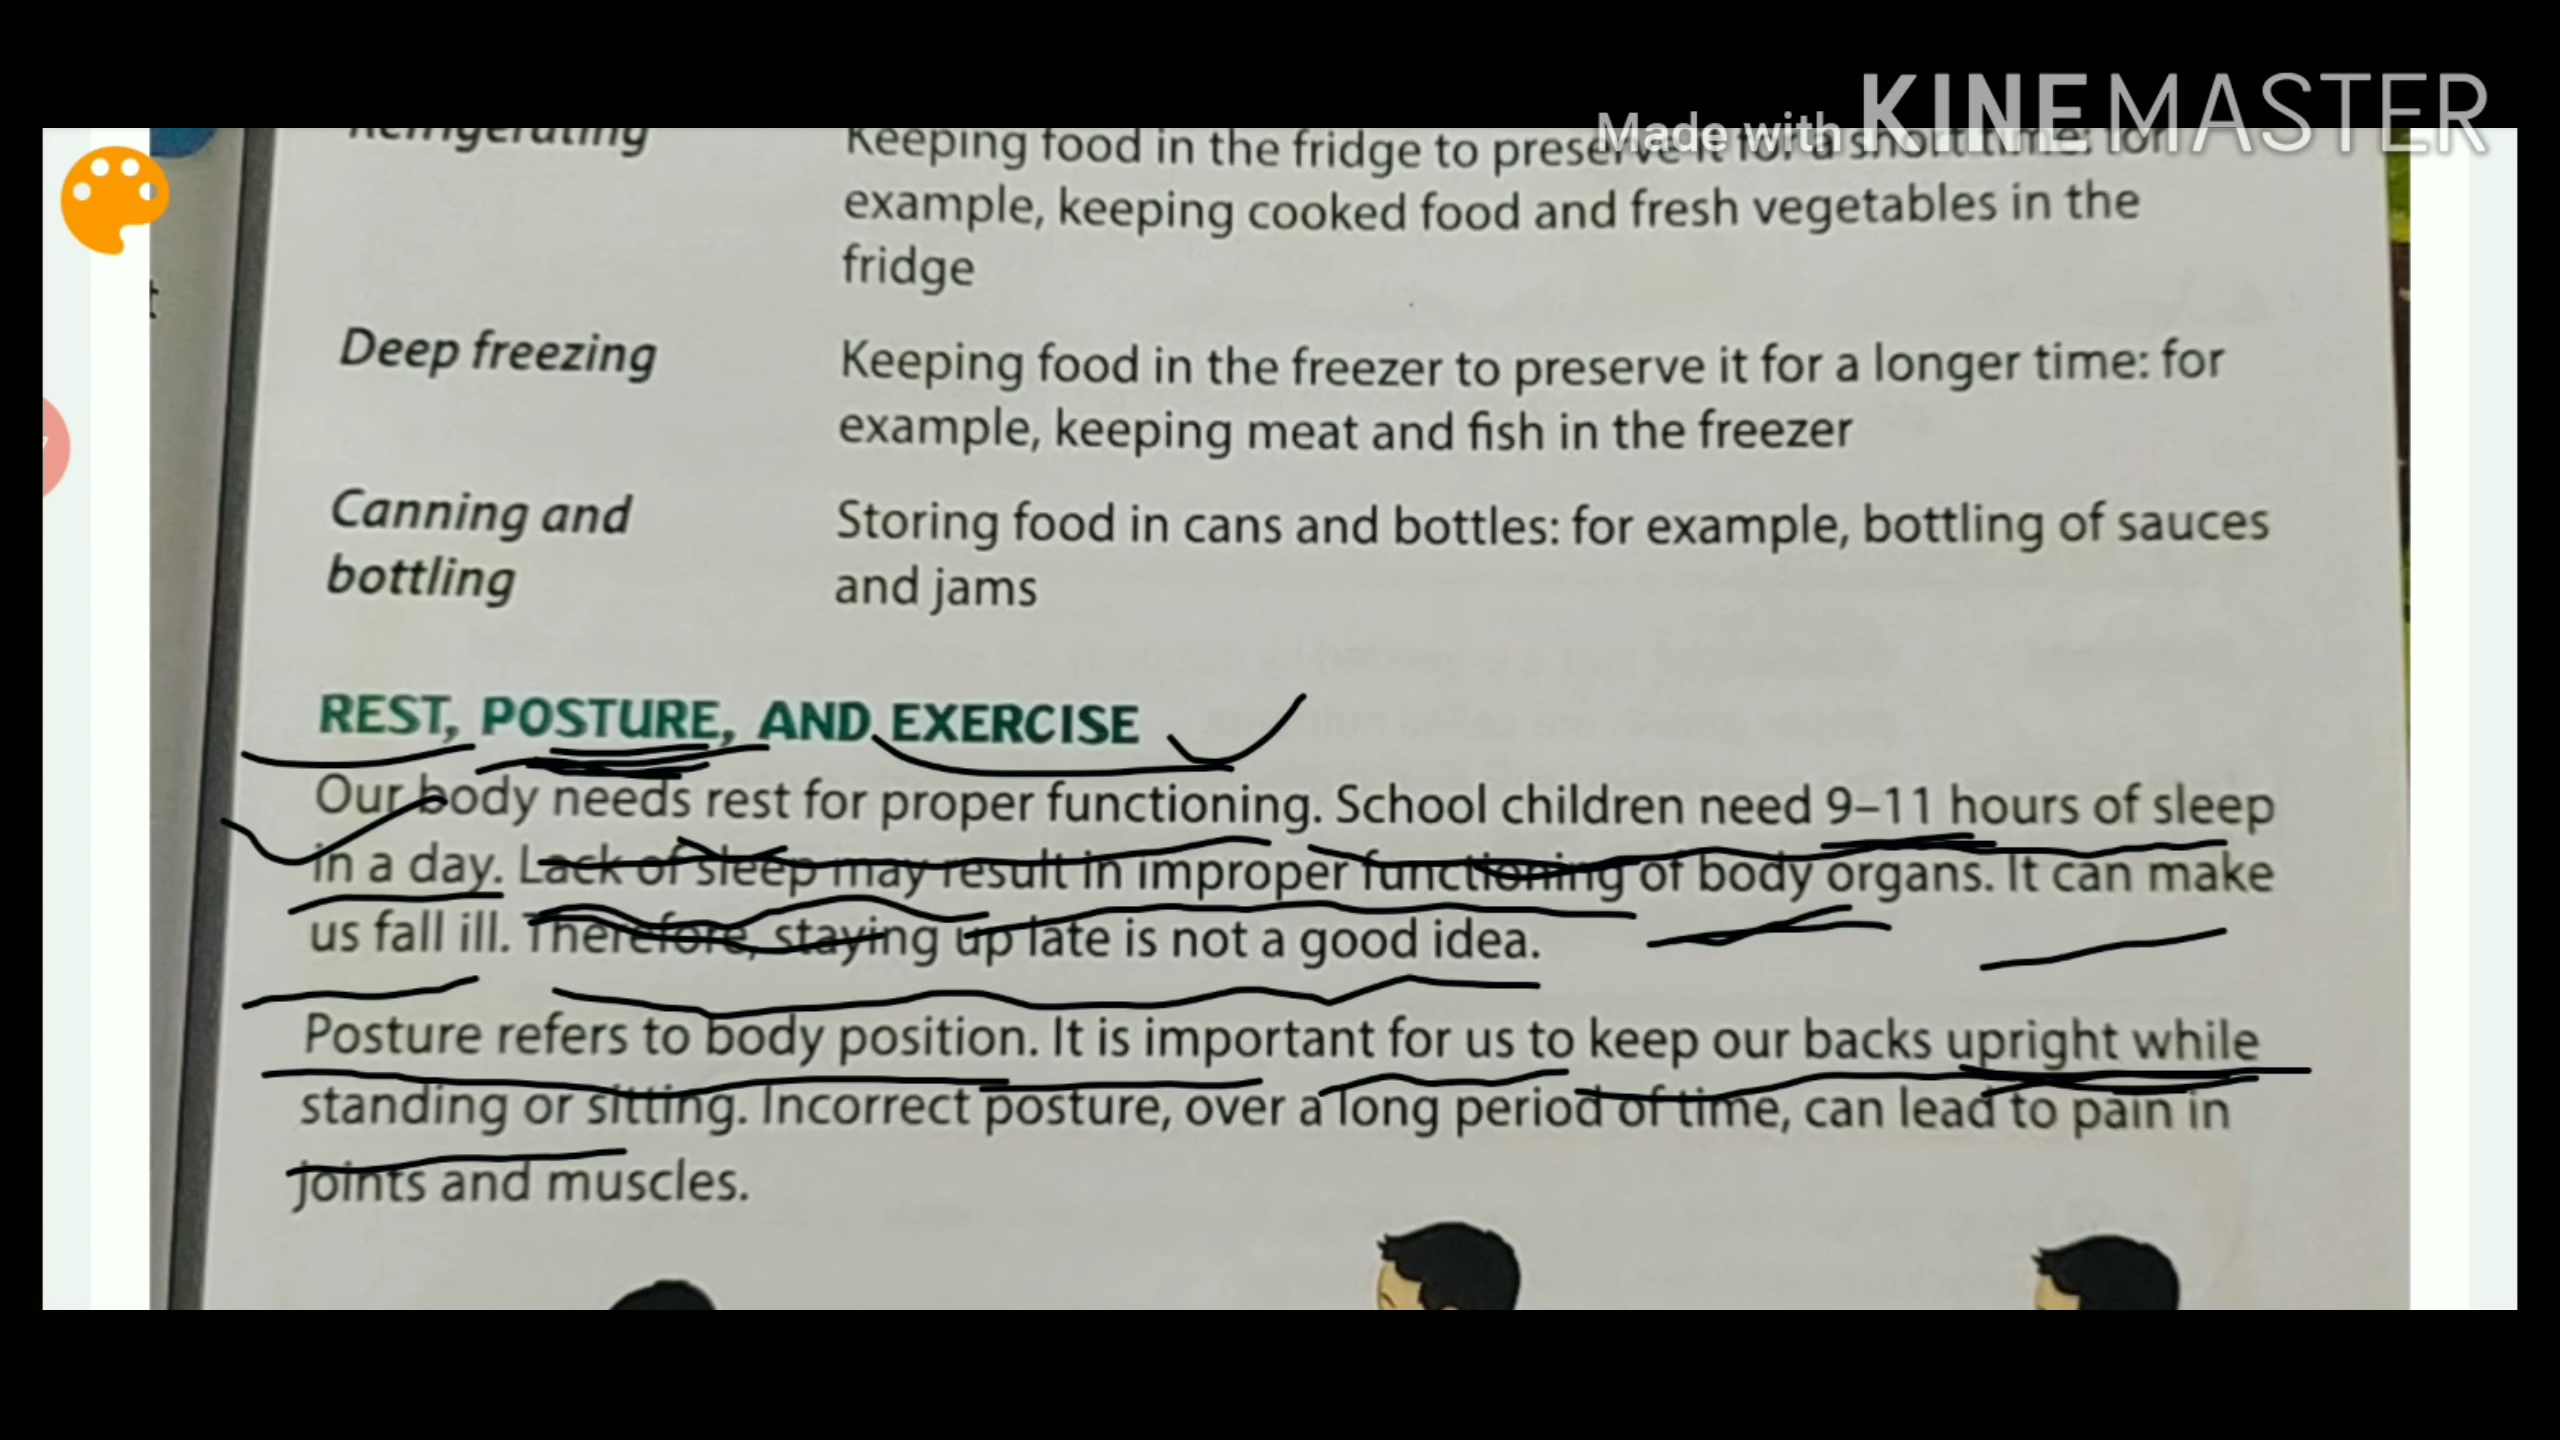 Made with KINEMASTER
Refrigerating Keeping food in the fridge to preserve it for a short time: for
example, keeping cooked food and fresh vegetables in the
fridge
t
Deep freezing Keeping food in the freezer to preserve it for a longer time: for
example, keeping meat and fish in the freezer
Canning and Storing food in cans and bottles: for example, bottling of sauces
bottling and jams
REST, POSTURE, AND EXERCISE
Our body needs rest for proper functioning. School children need 9–11 hours of sleep
in a day. Lack of sleep may result in improper functioning of body organs. It can make
us fall ill. Therefore, staying up late is not a good idea.
Posture refers to body position. It is important for us to keep our backs upright while
standing or sitting. Incorrect posture, over a long period of time, can lead to pain in
joints and muscles.